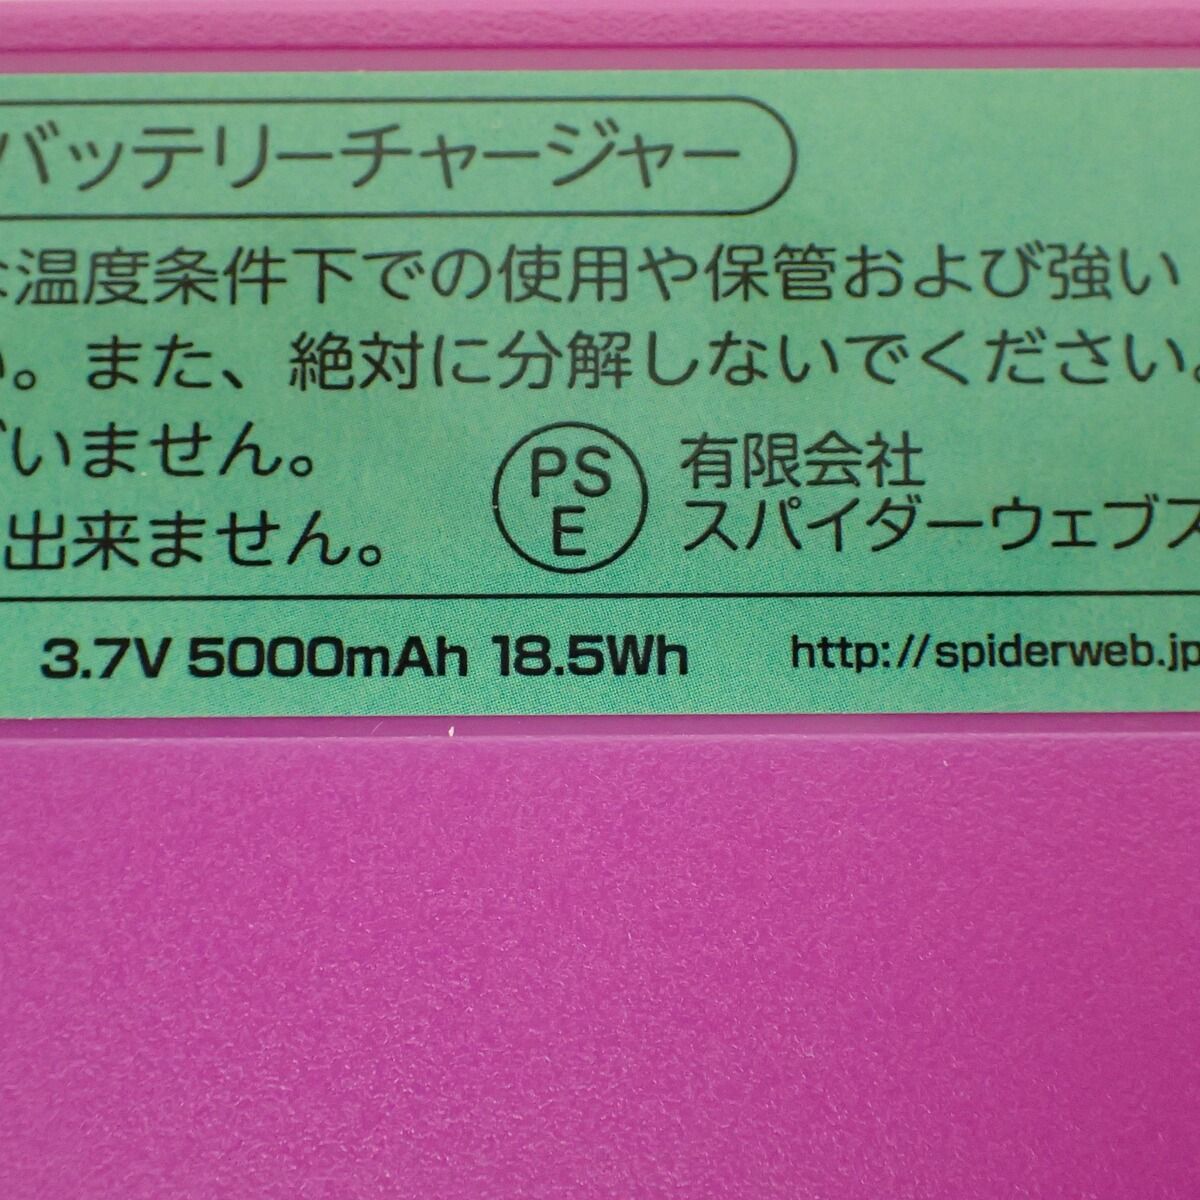 バッテリーチャージャー
な温度条件下での使用や保管および強い
い。また、絶対に分解しないでください。
ざいません。
出来ません。
PS
E
有限会社
スパイダーウェブス
3.7V 5000mAh 18.5Wh
http://spiderweb.jp